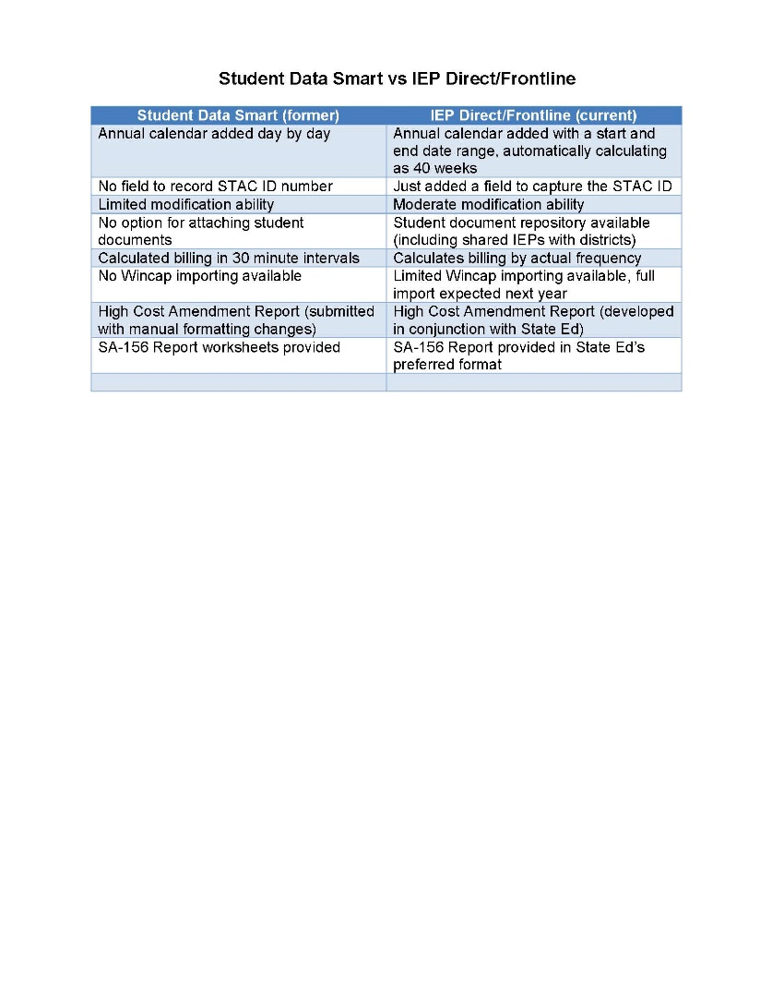 Student Data Smart vs IEP Direct/Frontline
Student Data Smart (former)
IEP Direct/Frontline (current)
Annual calendar added day by day
Annual calendar added with a start and
end date range, automatically calculating
as 40 weeks
No field to record STAC ID number
Just added a field to capture the STAC ID
Limited modification ability
Moderate modification ability
No option for attaching student
documents
Student document repository available
(including shared IEPs with districts)
Calculated billing in 30 minute intervals
Calculates billing by actual frequency
No Wincap importing available
Limited Wincap importing available, full
import expected next year
High Cost Amendment Report (submitted
with manual formatting changes)
High Cost Amendment Report (developed
in conjunction with State Ed)
SA-156 Report worksheets provided
SA-156 Report provided in State Ed’s
preferred format